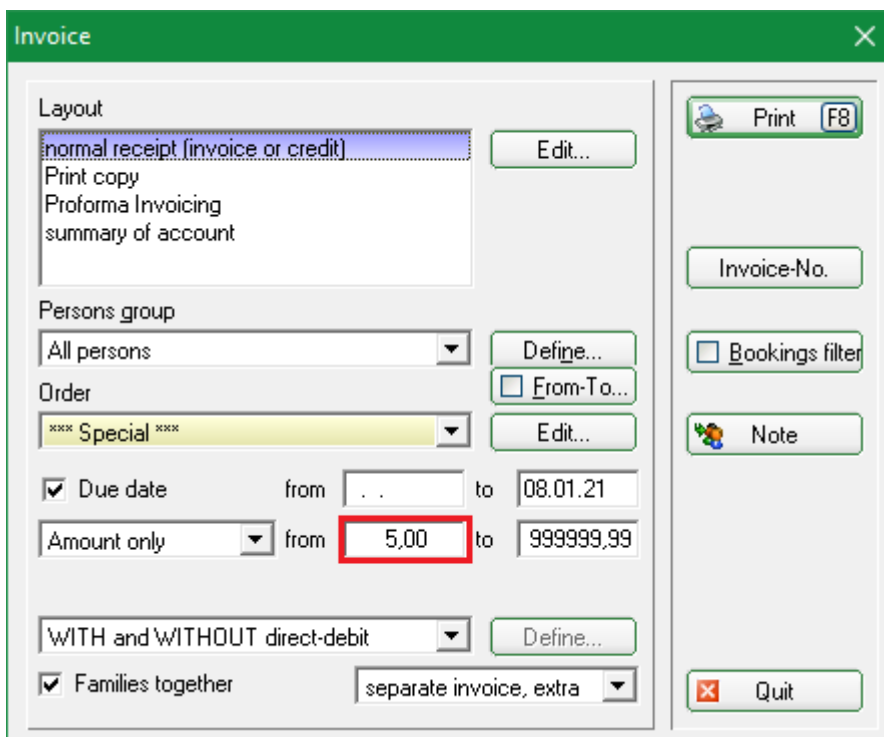 Invoice
Layout
normal receipt (invoice or credit)
Print copy
Proforma Invoicing
summary of account
Edit...
Persons group
All persons
Define...
From-To...
Order
*** Special ***
Edit...
Due date from . . to 08.01.21
Amount only from 5,00 to 999999,99
WITH and WITHOUT direct-debit
Define...
Families together
separate invoice, extra
Print F8
Invoice-No.
Bookings filter
Note
Quit